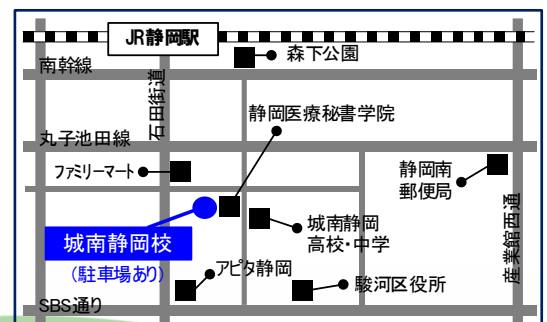 JR静岡駅
森下公園
南幹線
石田街道
静岡医療秘書学院
丸子池田線
ファミリーマート
静岡南
郵便局
産業館西通
城南静岡
高校・中学
城南静岡校
(駐車場あり)
アピタ静岡
駿河区役所
SBS通り